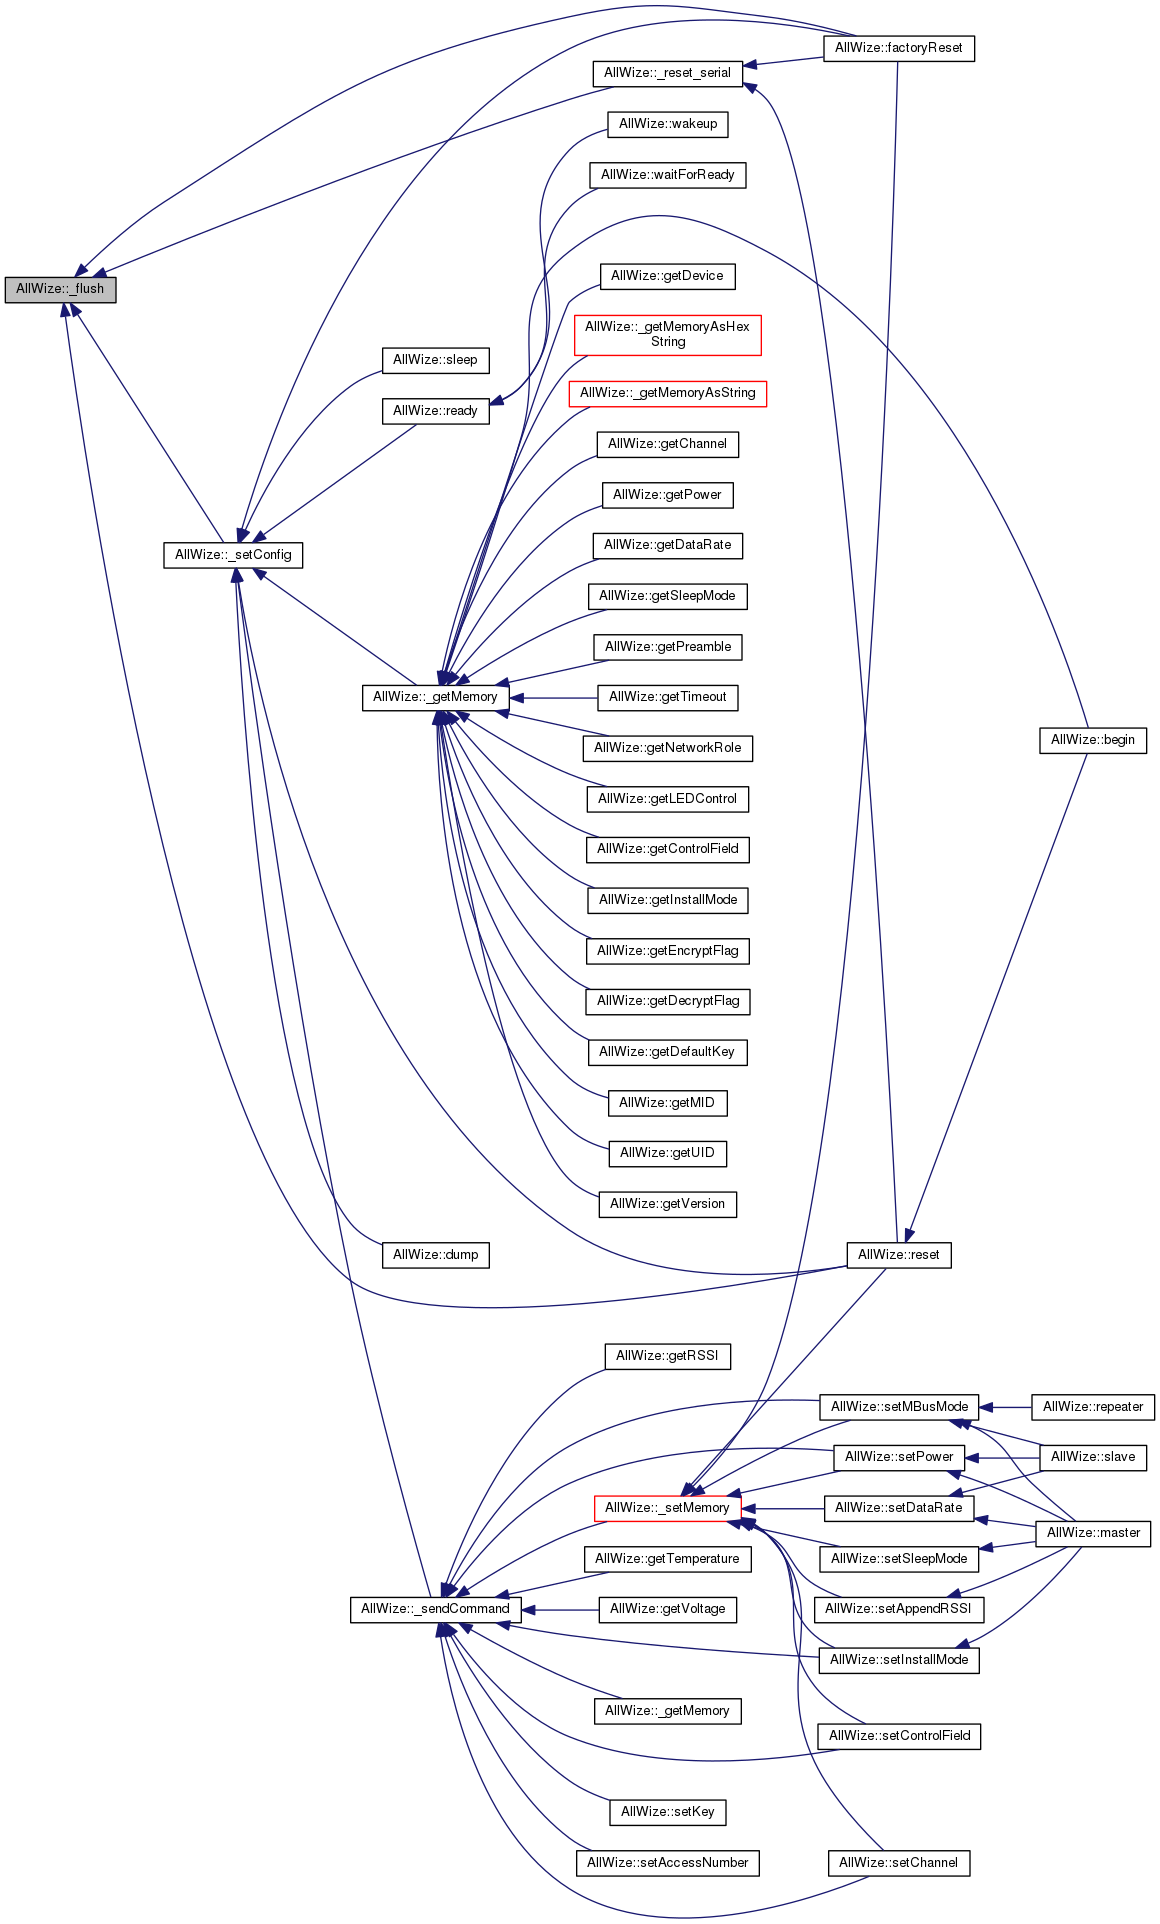 AllWize::factoryReset
AllWize::_reset_serial
AllWize::wakeup
AllWize::waitForReady
AllWize::getDevice
AllWize::_flush
AllWize::_getMemoryAsHex
String
AllWize::sleep
AllWize::_getMemoryAsString
AllWize::ready
AllWize::getChannel
AllWize::getPower
AllWize::getDataRate
AllWize::_setConfig
AllWize::getSleepMode
AllWize::getPreamble
AllWize::_getMemory
AllWize::getTimeout
AllWize::begin
AllWize::getNetworkRole
AllWize::getLEDControl
AllWize::getControlField
AllWize::getInstallMode
AllWize::getEncryptFlag
AllWize::getDecryptFlag
AllWize::getDefaultKey
AllWize::getMID
AllWize::getUID
AllWize::getVersion
AllWize::dump
AllWize::reset
AllWize::getRSSI
AllWize::setMBusMode
AllWize::repeater
AllWize::setPower
AllWize::slave
AllWize::_setMemory
AllWize::setDataRate
AllWize::master
AllWize::getTemperature
AllWize::setSleepMode
AllWize::_sendCommand
AllWize::getVoltage
AllWize::setAppendRSSI
AllWize::setInstallMode
AllWize::_getMemory
AllWize::setControlField
AllWize::setKey
AllWize::setAccessNumber
AllWize::setChannel